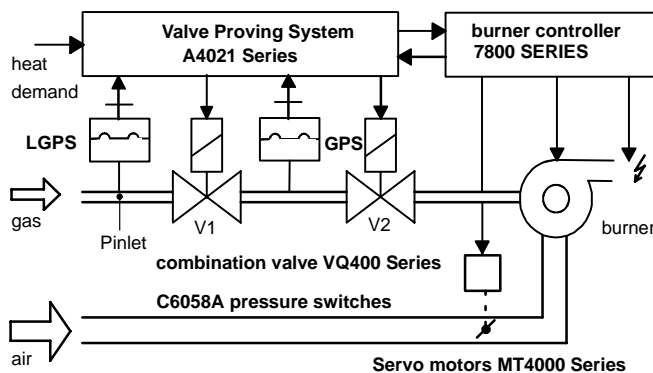 Valve Proving System
A4021 Series
burner controller
7800 SERIES
heat
demand
LGPS
GPS
gas
Pinlet
V1
V2
burner
combination valve VQ400 Series
C6058A pressure switches
air
Servo motors MT4000 Series